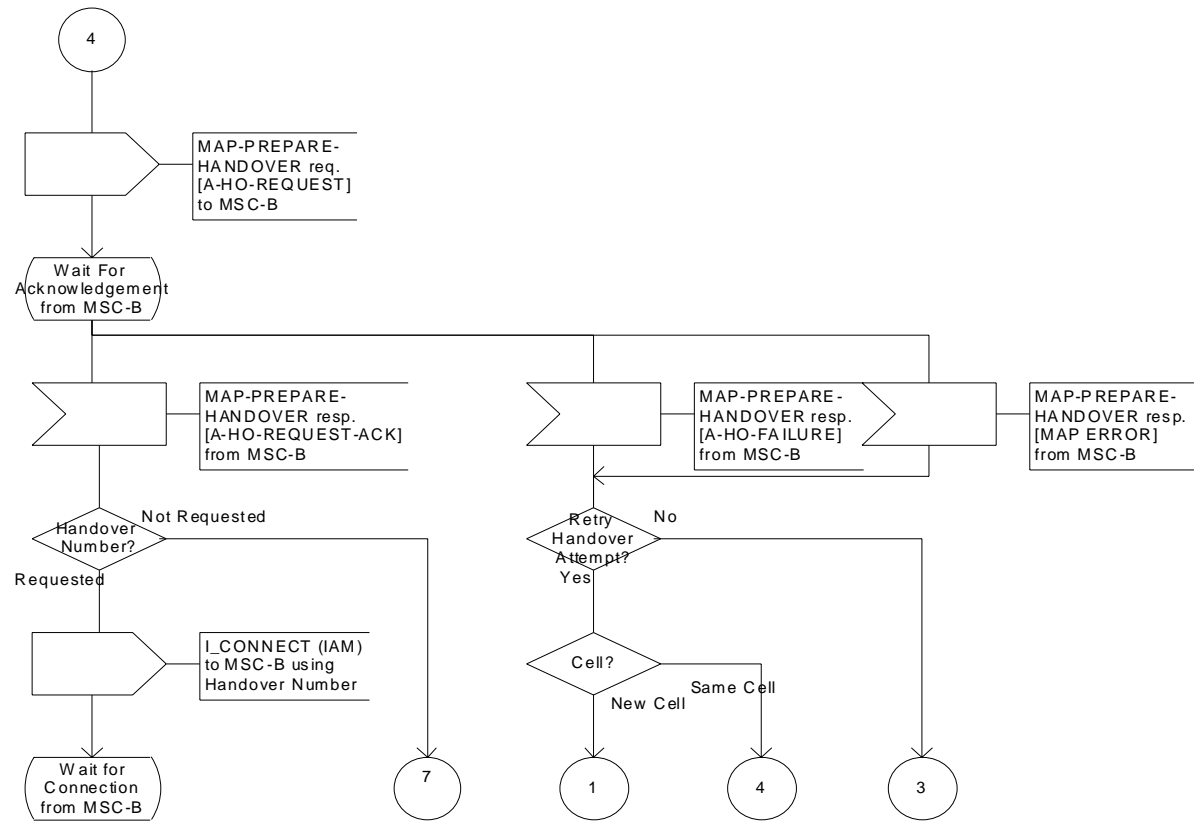 4
MAP-PREPARE-
HANDOVER req.
[A-HO-REQUEST]
to MSC-B
Wait For
Acknowledgement
from MSC-B
MAP-PREPARE-
HANDOVER resp.
[A-HO-REQUEST-ACK]
from MSC-B
MAP-PREPARE-
HANDOVER resp.
[A-HO-FAILURE]
from MSC-B
MAP-PREPARE-
HANDOVER resp.
[MAP ERROR]
from MSC-B
Handover
Number?
Not Requested
Requested
Retry
Handover
Attempt?
No
Yes
I_CONNECT (IAM)
to MSC-B using
Handover Number
Cell?
Same Cell
New Cell
Wait for
Connection
from MSC-B
7
1
4
3